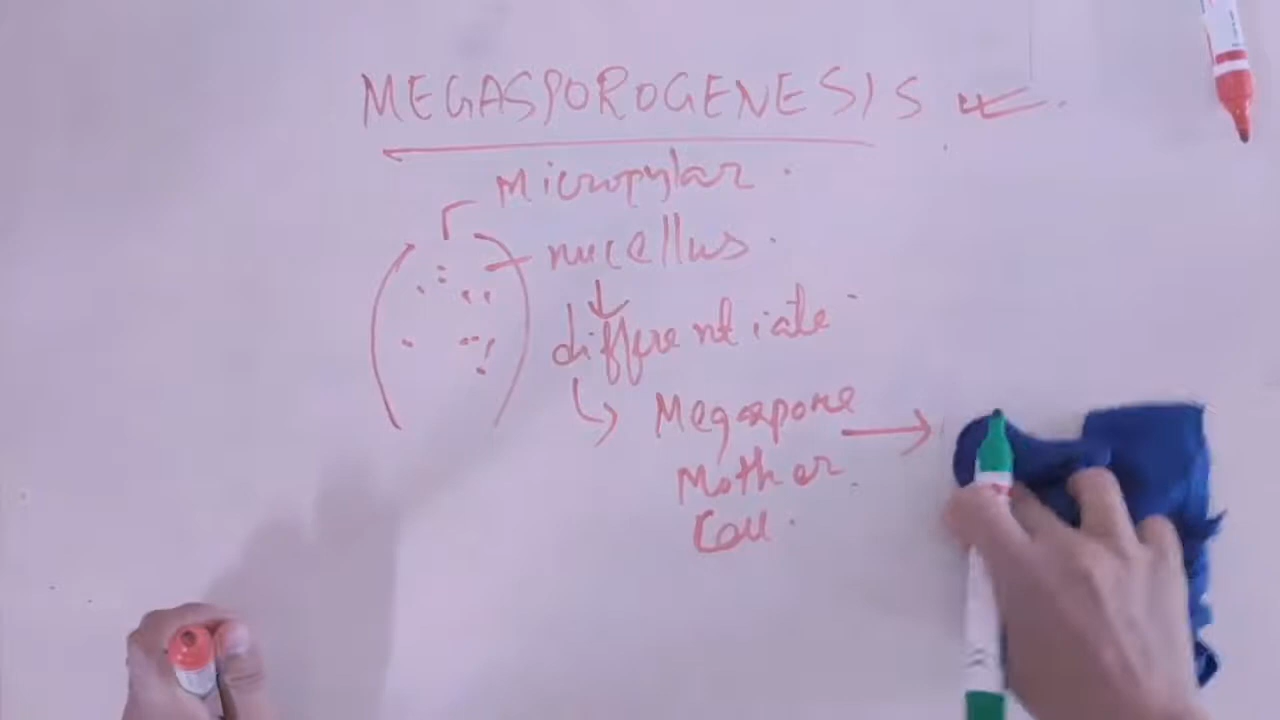 MEGASPOROGENESIS
Micropylar
nucellus
differentiate
Megaspore
Mother
Cell